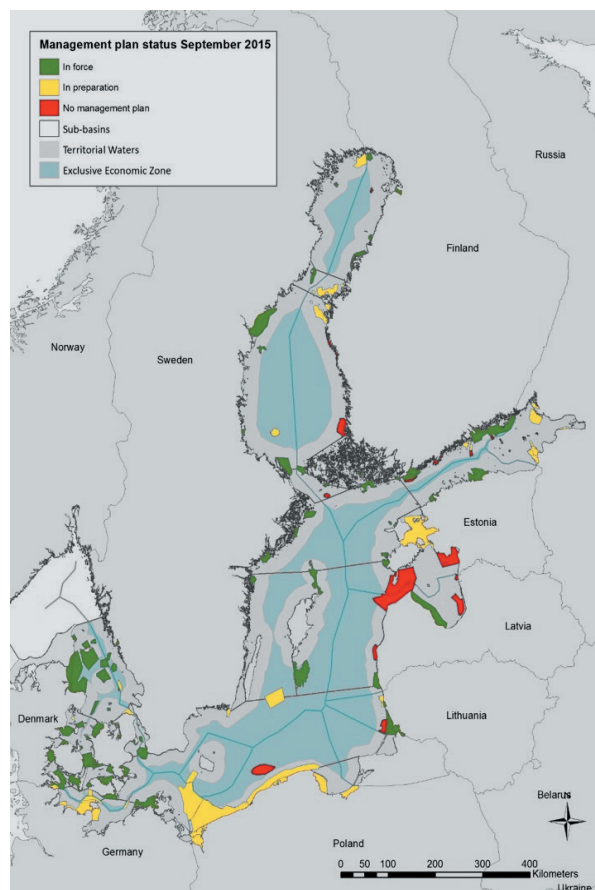 Management plan status September 2015
In force
In preparation
No management plan
Sub-basins
Territorial Waters
Exclusive Economic Zone
Russia
Finland
Norway
Sweden
Estonia
Latvia
Denmark
Lithuania
Belarus
N
Germany
Poland
0 100 200 300 400
Kilometers
Ukraine